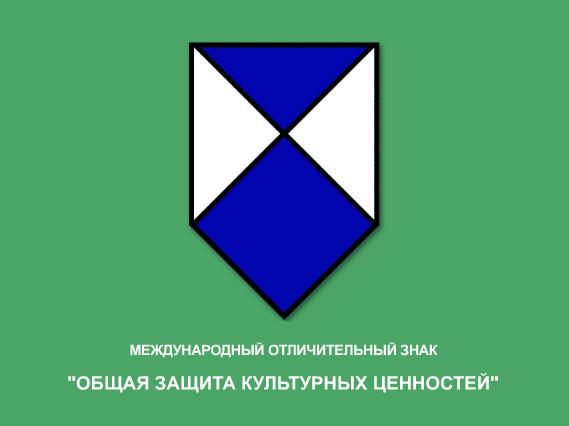 МЕЖДУНАРОДНЫЙ ОТЛИЧИТЕЛЬНЫЙ ЗНАК
"ОБЩАЯ ЗАЩИТА КУЛЬТУРНЫХ ЦЕННОСТЕЙ"